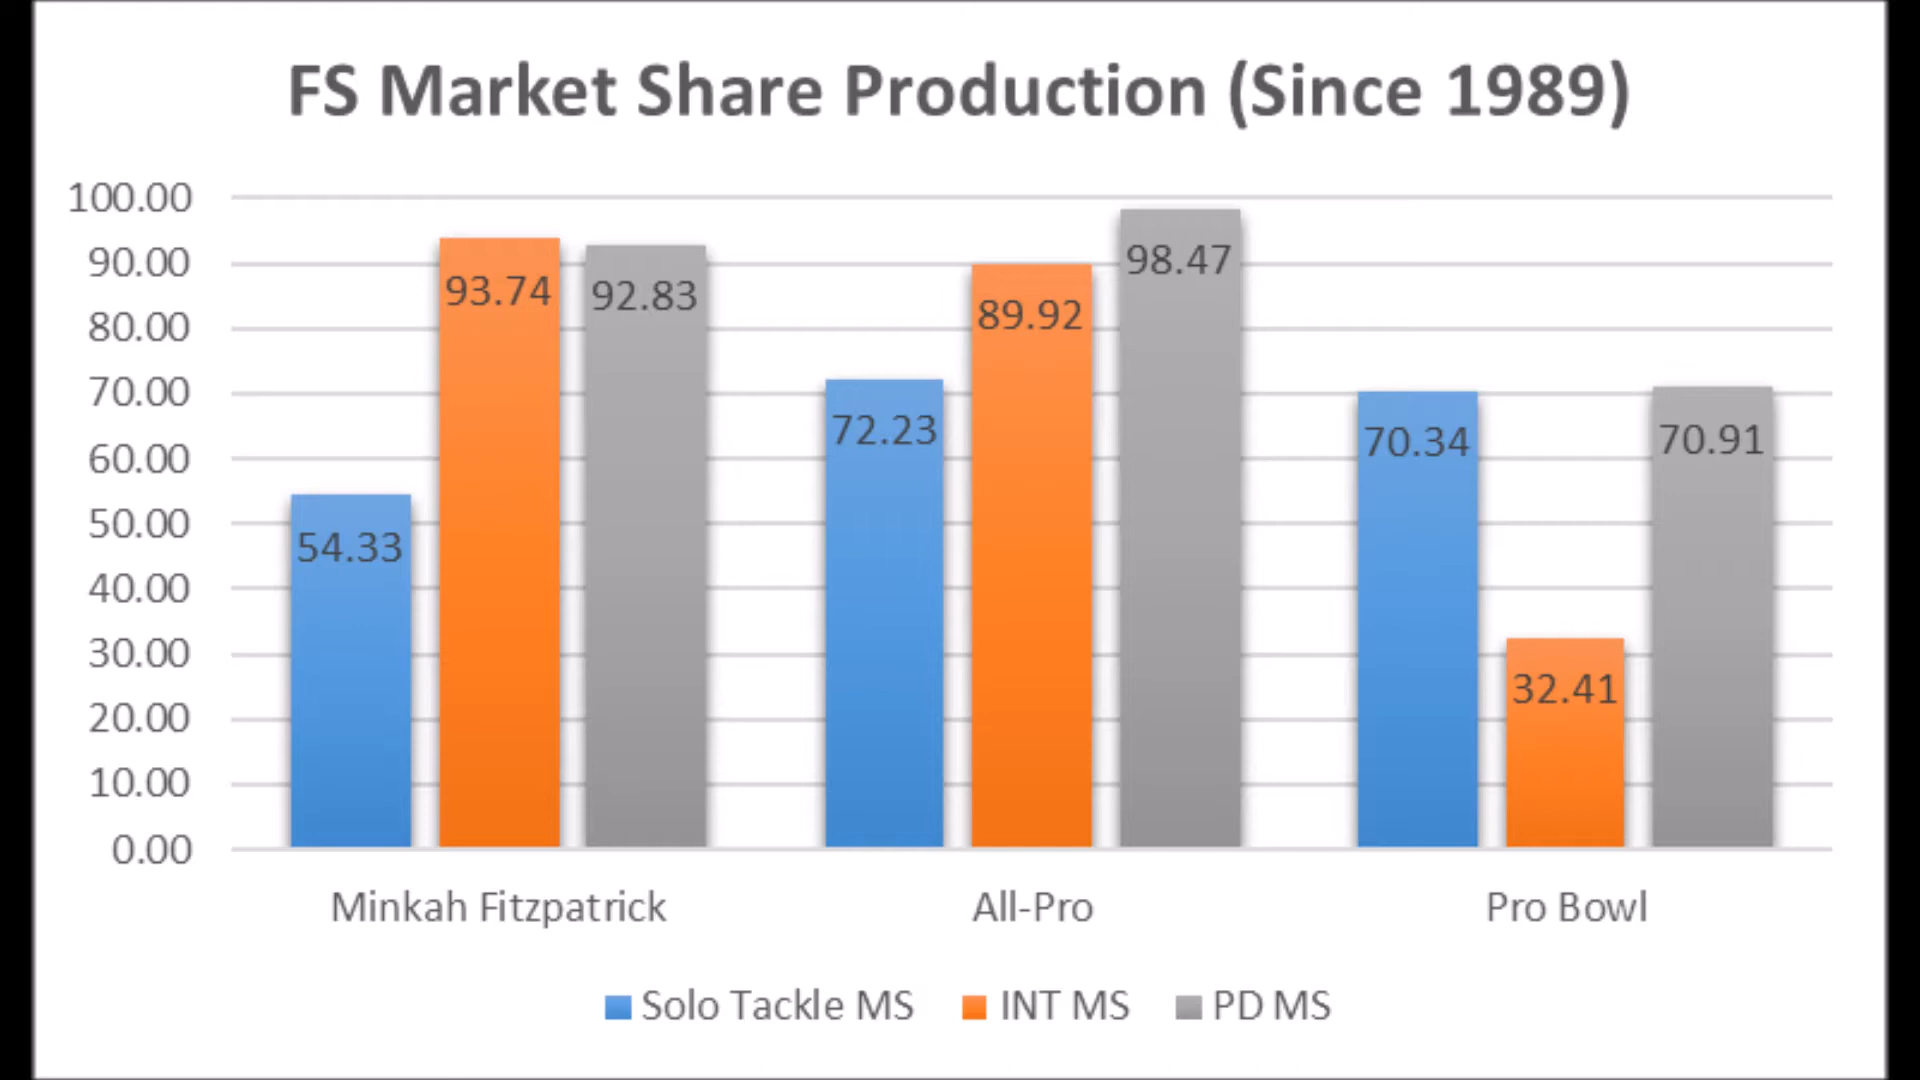 FS Market Share Production (Since 1989)
100.00
90.00
80.00
70.00
60.00
50.00
40.00
30.00
20.00
10.00
0.00
54.33
93.74
92.83
72.23
89.92
98.47
70.34
32.41
70.91
Minkah Fitzpatrick
All-Pro
Pro Bowl
Solo Tackle MS
INT MS
PD MS